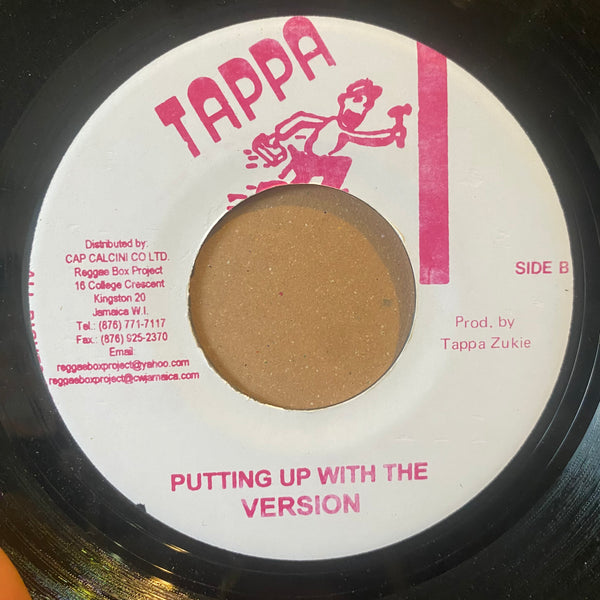 TAPPA
Distributed by:
CAP CALCINI CO LTD.
Reggae Box Project
16 College Crescent
Kingston 20
Jamaica W.I.
Tel.: (876) 771-7117
Fax.: (876) 925-2370
Email:
reggaeboxproject@yahoo.com
reggaeboxproject@cwjamaica.com
SIDE B
Prod. by
Tappa Zukie
PUTTING UP WITH THE
VERSION